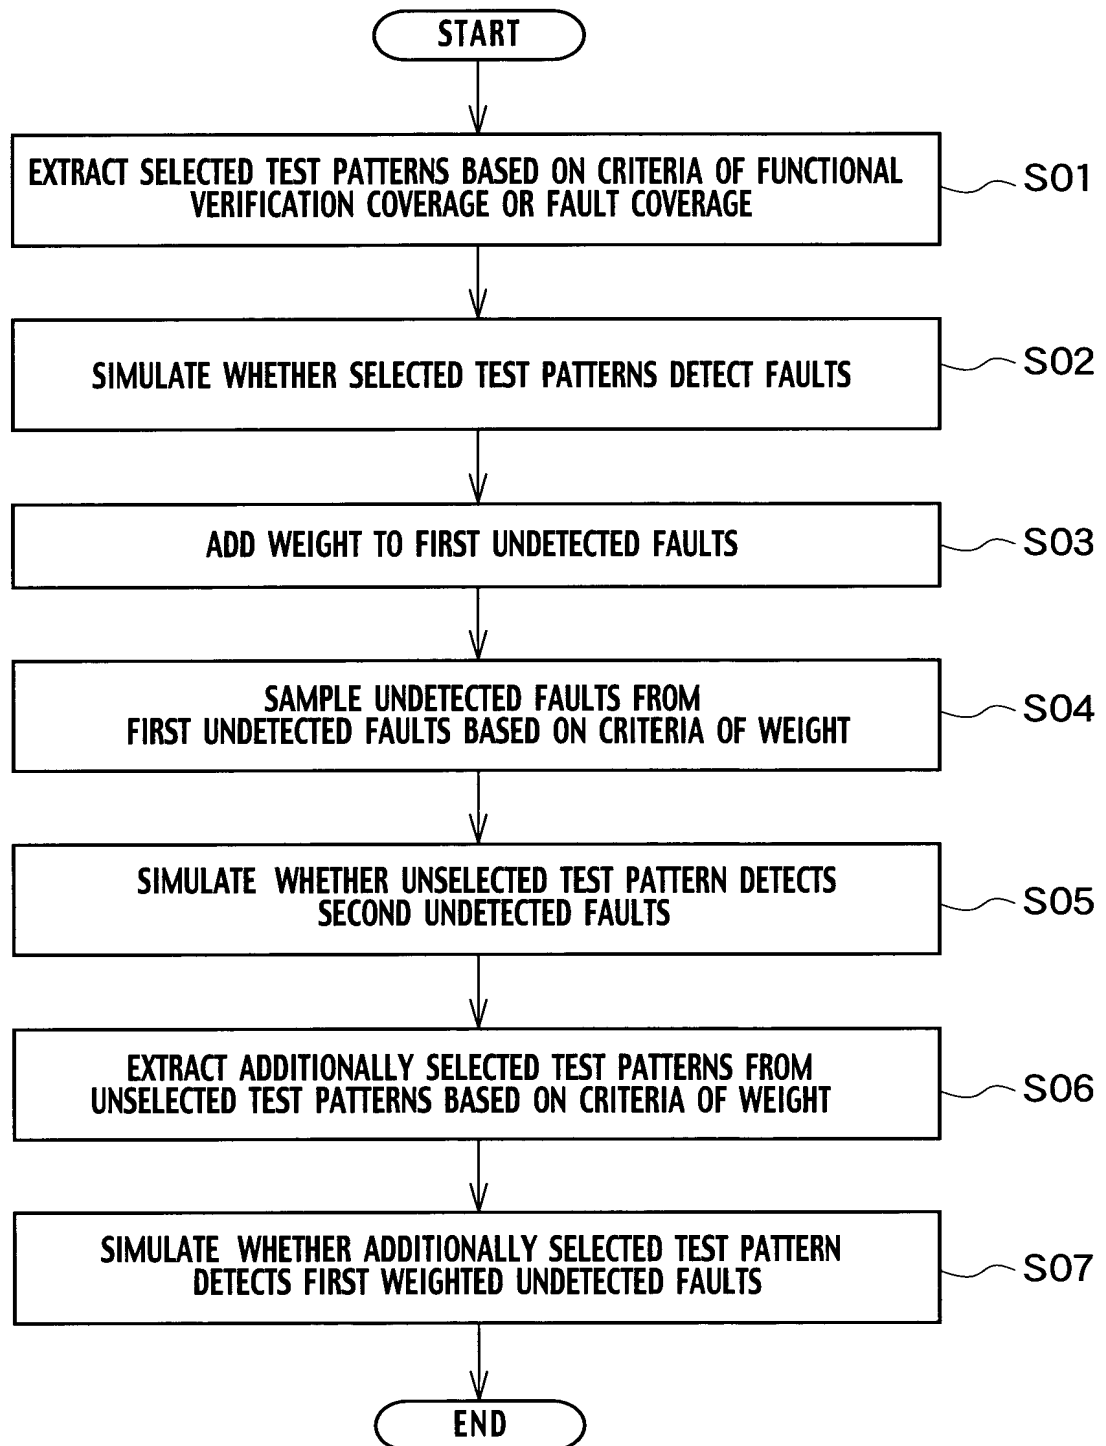 START
EXTRACT SELECTED TEST PATTERNS BASED ON CRITERIA OF FUNCTIONAL
VERIFICATION COVERAGE OR FAULT COVERAGE
S01
SIMULATE WHETHER SELECTED TEST PATTERNS DETECT FAULTS
S02
ADD WEIGHT TO FIRST UNDETECTED FAULTS
S03
SAMPLE UNDETECTED FAULTS FROM
FIRST UNDETECTED FAULTS BASED ON CRITERIA OF WEIGHT
S04
SIMULATE WHETHER UNSELECTED TEST PATTERN DETECTS
SECOND UNDETECTED FAULTS
S05
EXTRACT ADDITIONALLY SELECTED TEST PATTERNS FROM
UNSELECTED TEST PATTERNS BASED ON CRITERIA OF WEIGHT
S06
SIMULATE WHETHER ADDITIONALLY SELECTED TEST PATTERN
DETECTS FIRST WEIGHTED UNDETECTED FAULTS
S07
END